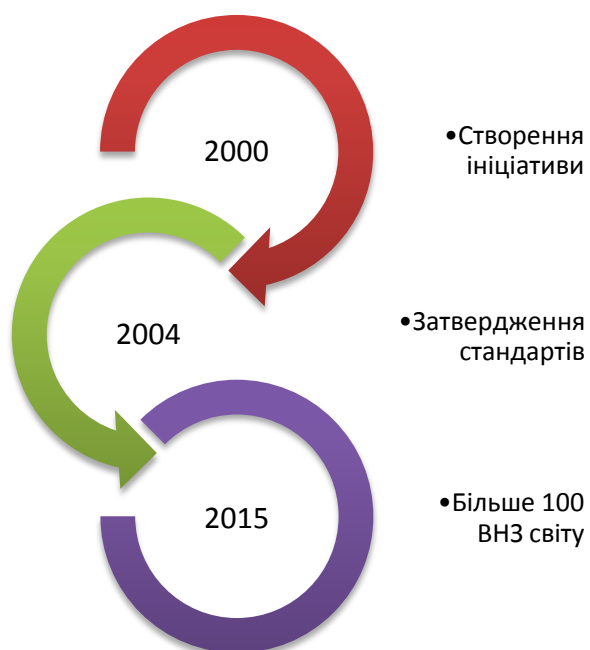 2000
•Створення
ініціативи
2004
•Затвердження
стандартів
2015
•Більше 100
ВНЗ світу